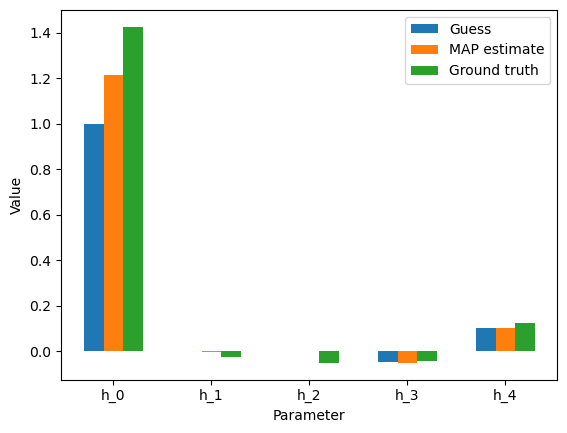 Guess
MAP estimate
Ground truth
1.4
1.2
1.0
0.8
0.6
0.4
0.2
0.0
Value
h_0 h_1 h_2 h_3 h_4
Parameter